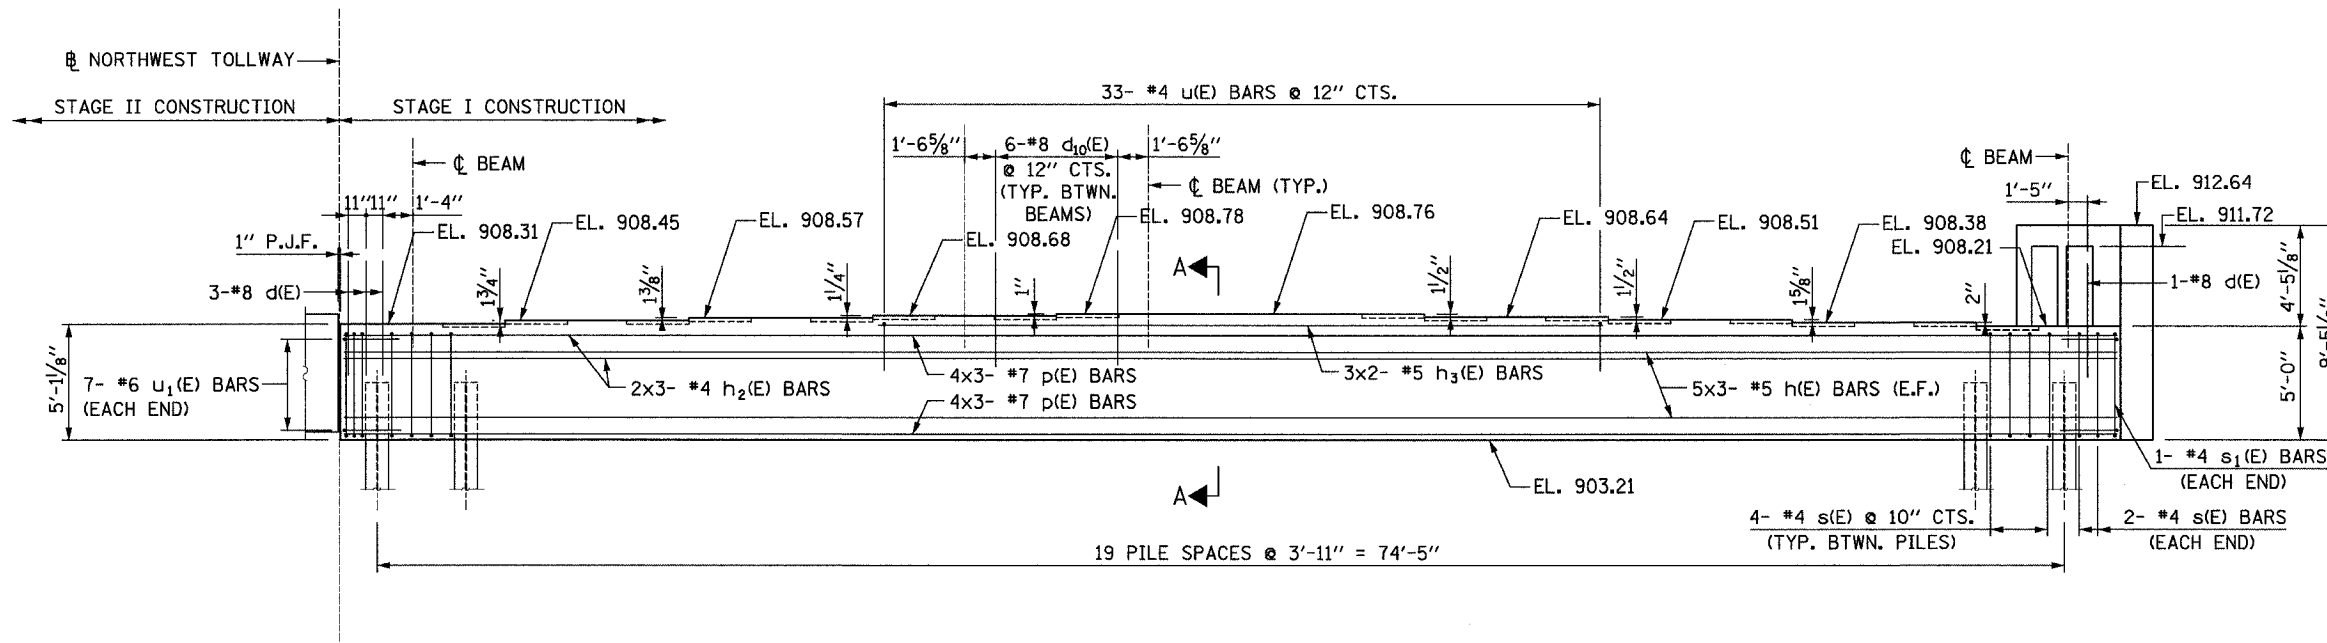 ℄ NORTHWEST TOLLWAY
STAGE II CONSTRUCTION
STAGE I CONSTRUCTION
33- #4 u(E) BARS @ 12" CTS.
1'-6⅝"
6-#8 d₁₀(E)
@ 12" CTS.
(TYP. BTWN.
BEAMS)
1'-6⅝"
℄ BEAM
℄ BEAM (TYP.)
℄ BEAM
11"
11"
1'-4"
1'-5"
EL. 912.64
EL. 911.72
1" P.J.F.
EL. 908.31
EL. 908.45
EL. 908.57
EL. 908.68
EL. 908.78
EL. 908.76
EL. 908.64
EL. 908.51
EL. 908.38
EL. 908.21
3-#8 d(E)
1¾"
1⅜"
1¼"
1"
A
1½"
1½"
1⅝"
2"
1-#8 d(E)
4'-5⅛"
5'-1⅛"
7- #6 u₁(E) BARS
(EACH END)
2x3- #4 h₂(E) BARS
4x3- #7 p(E) BARS
4x3- #7 p(E) BARS
3x2- #5 h₃(E) BARS
5x3- #5 h(E) BARS (E.F.)
5'-0"
A
EL. 903.21
1- #4 s₁(E) BARS
(EACH END)
4- #4 s(E) @ 10" CTS.
(TYP. BTWN. PILES)
2- #4 s(E) BARS
(EACH END)
19 PILE SPACES @ 3'-11" = 74'-5"